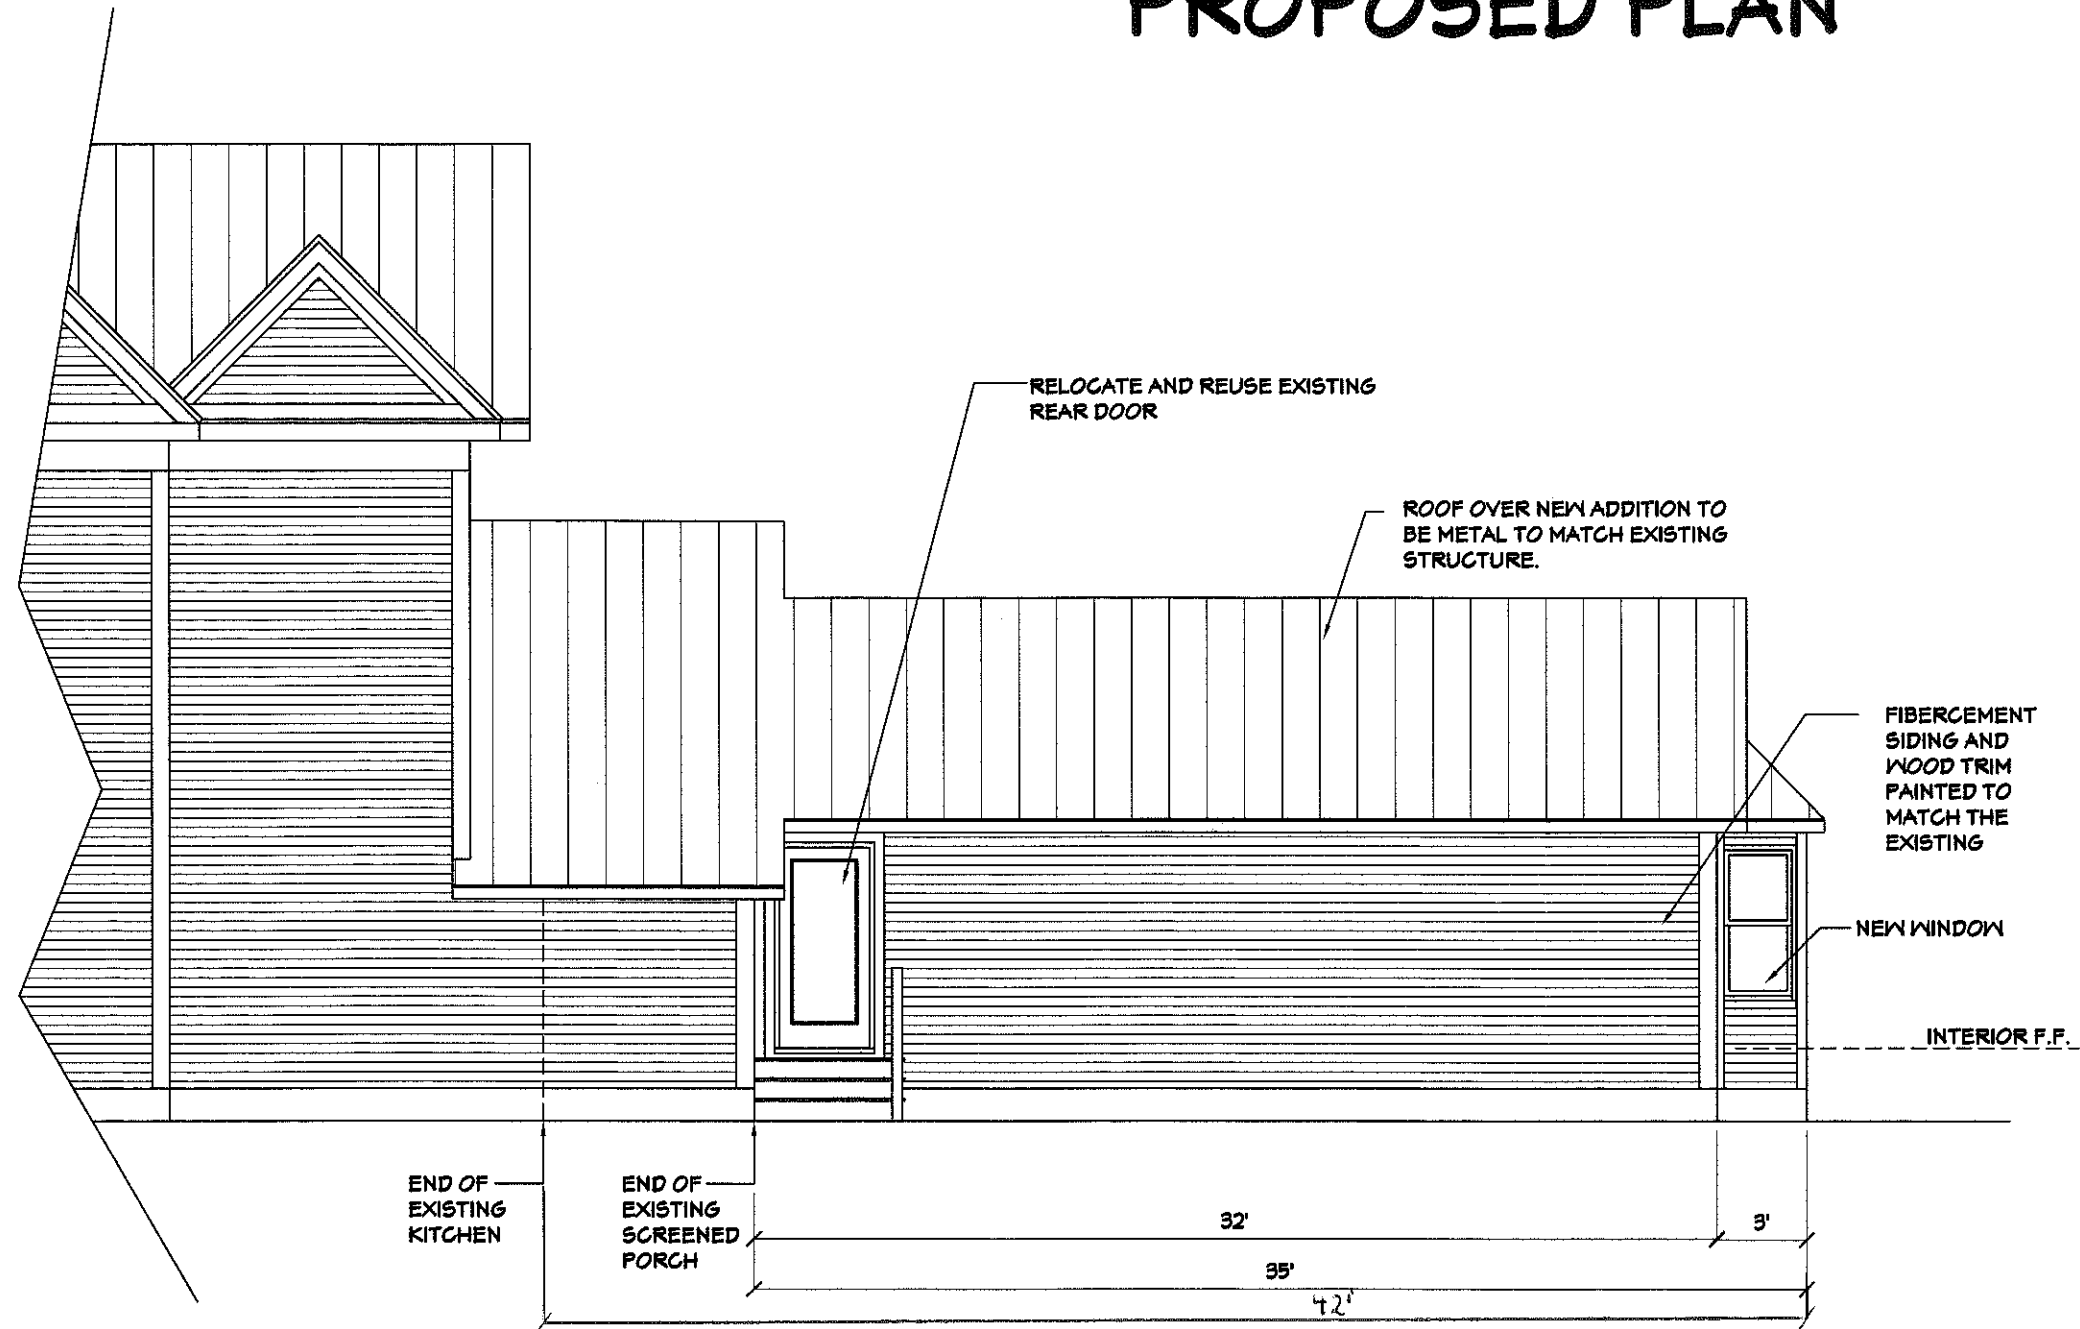 PROPOSED PLAN
RELOCATE AND REUSE EXISTING
REAR DOOR
ROOF OVER NEW ADDITION TO
BE METAL TO MATCH EXISTING
STRUCTURE.
FIBERCEMENT
SIDING AND
WOOD TRIM
PAINTED TO
MATCH THE
EXISTING
NEW WINDOW
INTERIOR F.F.
END OF
EXISTING
KITCHEN
END OF
EXISTING
SCREENED
PORCH
32'
3'
35'
42'